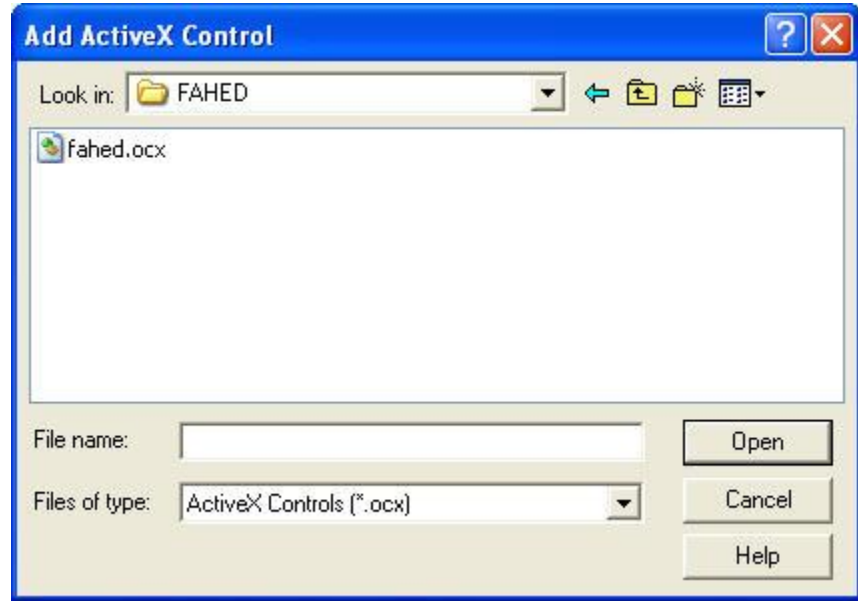 Add ActiveX Control
Look in: FAHED
fahed.ocx
File name:
Open
Files of type: ActiveX Controls (*.ocx)
Cancel
Help